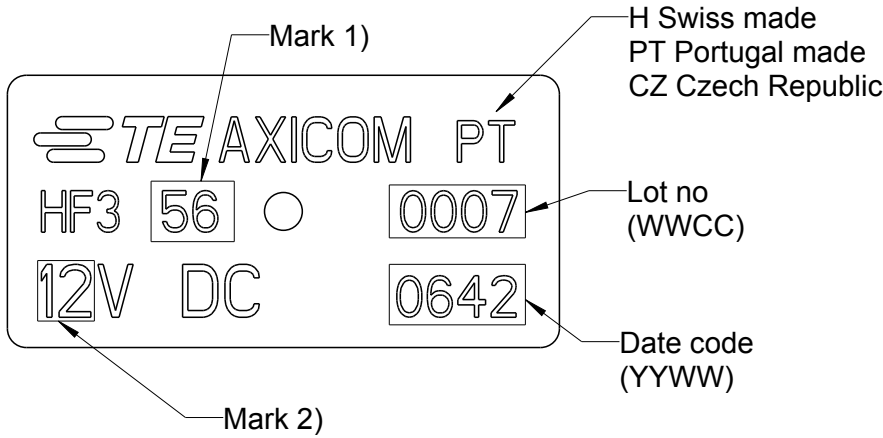 Mark 1)
H Swiss made
PT Portugal made
CZ Czech Republic
TE AXICOM PT
HF3 56 0007
Lot no
(WWCC)
12V DC 0642
Date code
(YYWW)
Mark 2)